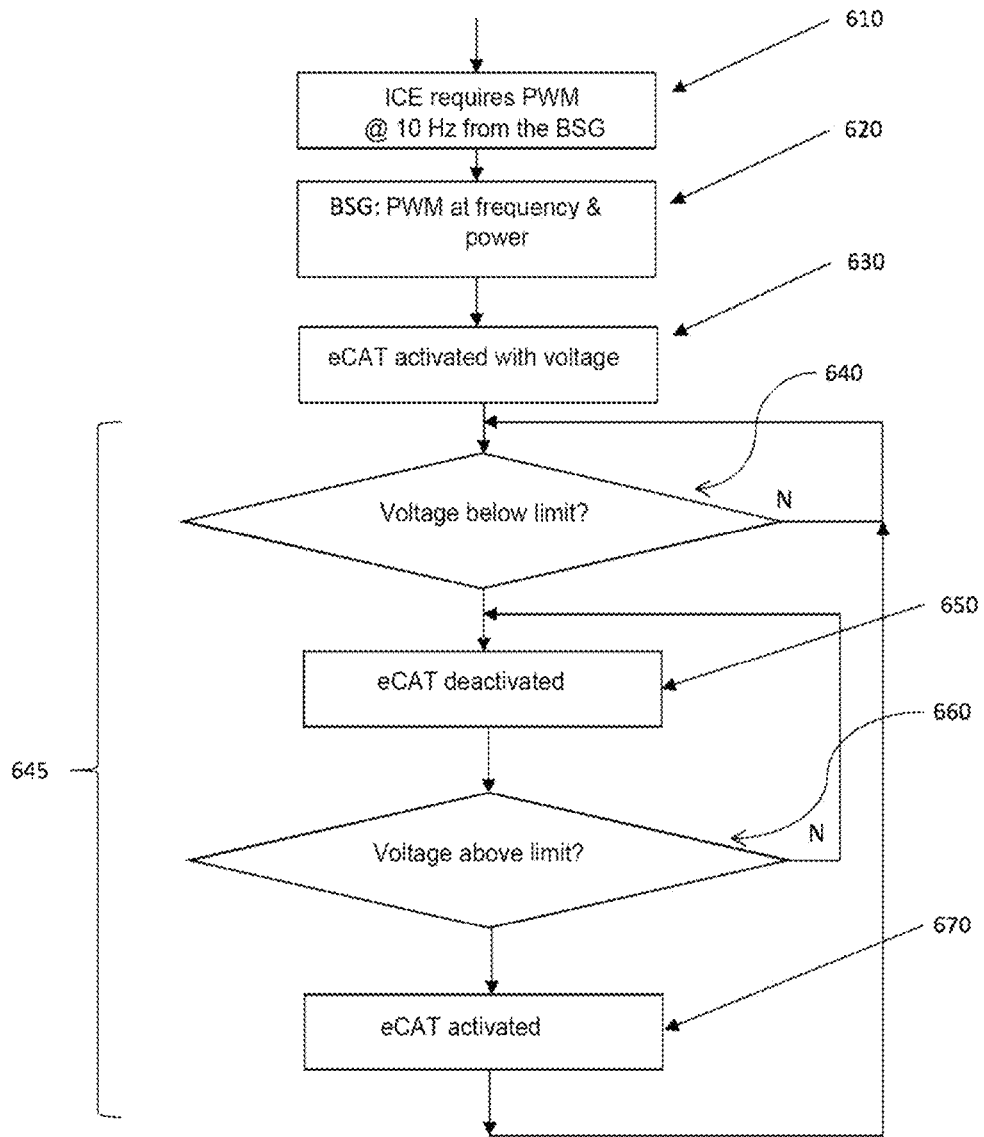 610
ICE requires PWM
@ 10 Hz from the BSG
620
BSG: PWM at frequency &
power
630
eCAT activated with voltage
640
Voltage below limit?
N
650
eCAT deactivated
660
645
Voltage above limit?
N
670
eCAT activated